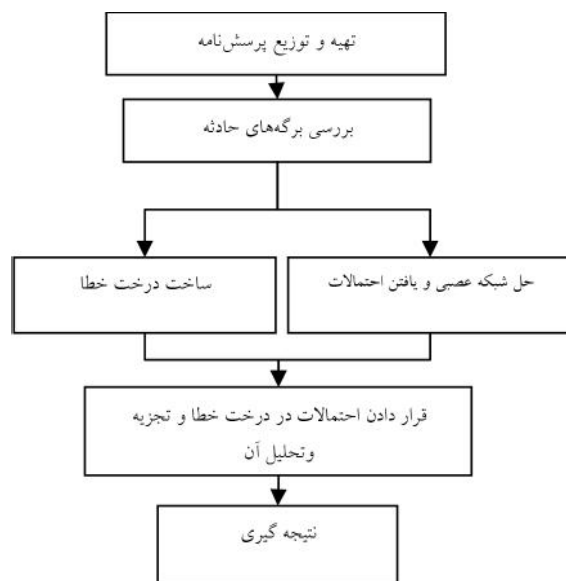 تهیه و توزیع پرسش‌نامه
بررسی برگه‌های حادثه
حل شبکه عصبی و یافتن احتمالات
ساخت درخت خطا
قرار دادن احتمالات در درخت خطا و تجزیه
وتحلیل آن
نتیجه گیری